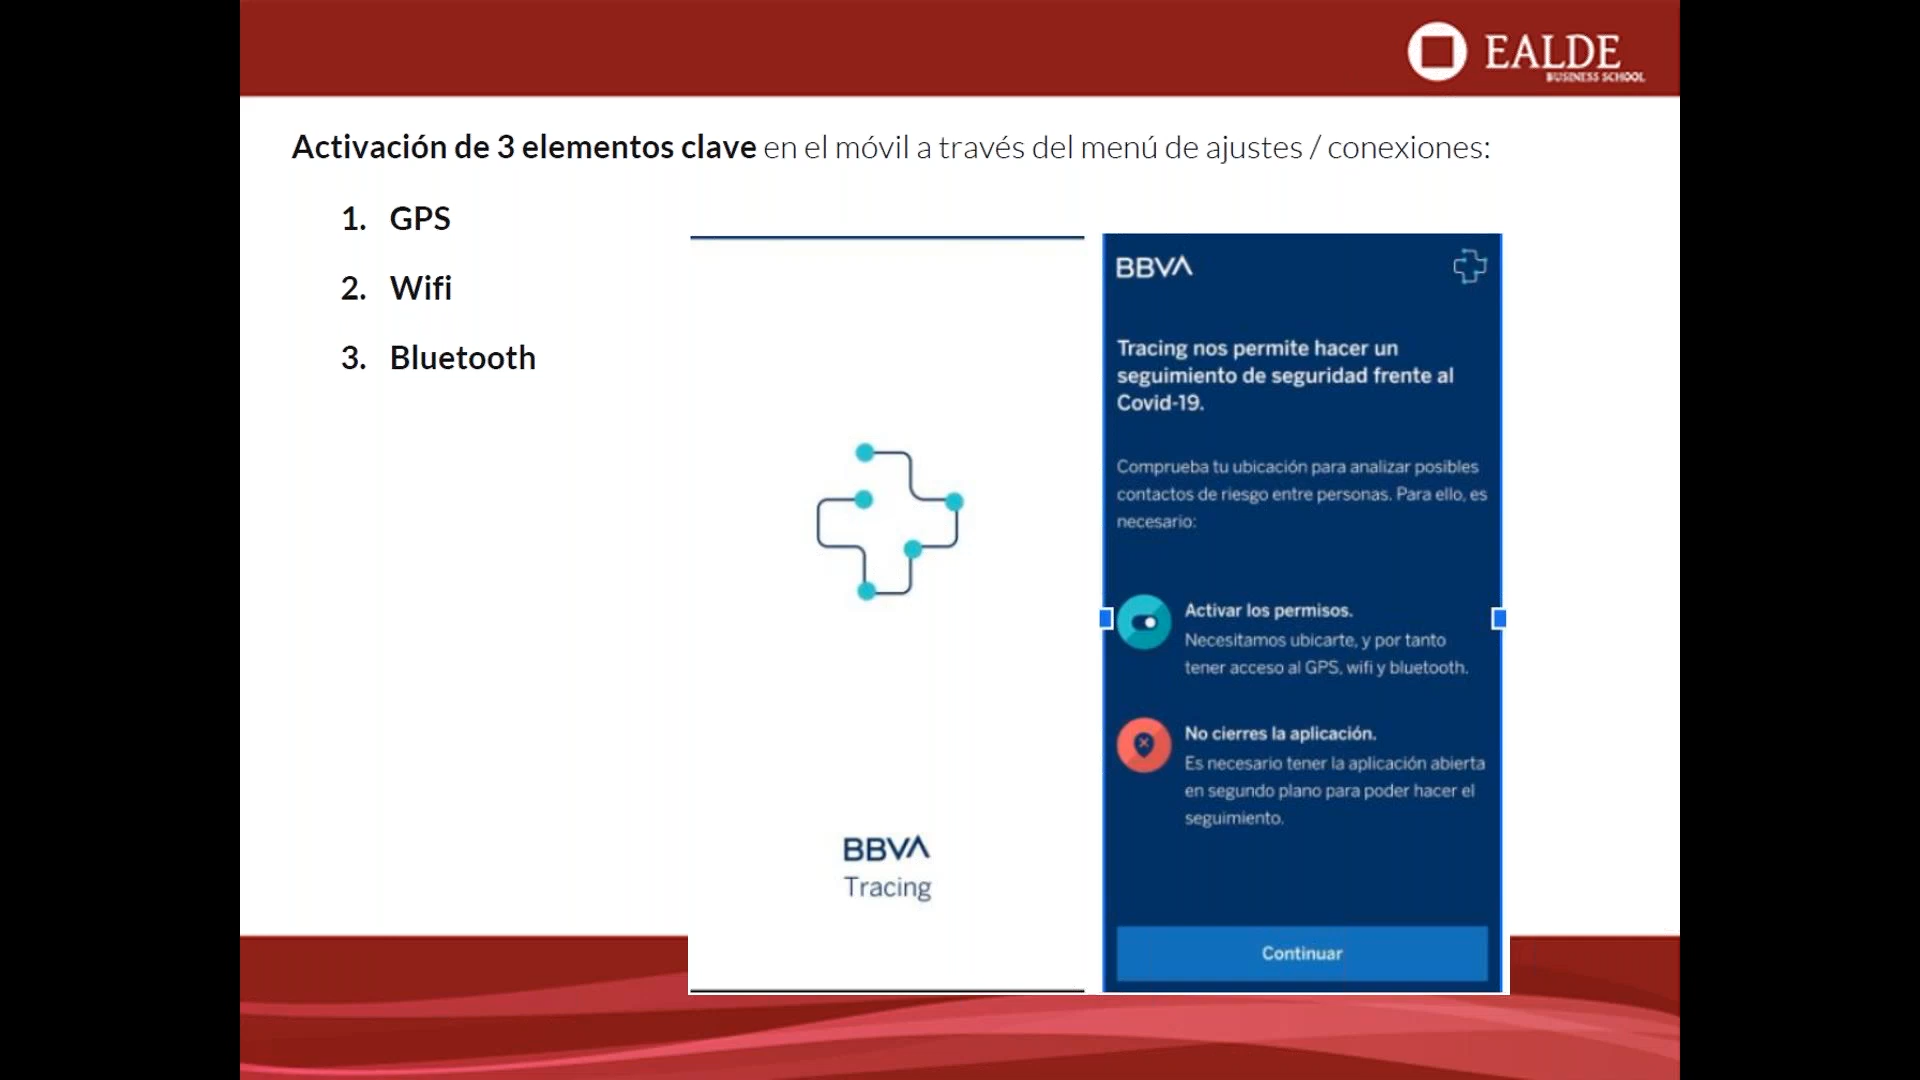 EALDE
BUSINESS SCHOOL
Activación de 3 elementos clave en el móvil a través del menú de ajustes / conexiones:
1. GPS
2. Wifi
3. Bluetooth
BBVA
Tracing
BBVA
Tracing nos permite hacer un
seguimiento de seguridad frente al
Covid-19.
Comprueba tu ubicación para analizar posibles
contactos de riesgo entre personas. Para ello, es
necesario:
Activar los permisos.
Necesitamos ubicarte, y por tanto
tener acceso al GPS, wifi y bluetooth.
No cierres la aplicación.
Es necesario tener la aplicación abierta
en segundo plano para poder hacer el
seguimiento.
Continuar